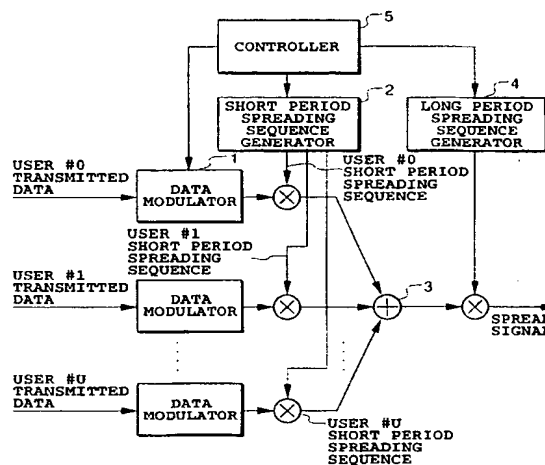 5
CONTROLLER
2
4
SHORT PERIOD
SPREADING
SEQUENCE
GENERATOR
LONG PERIOD
SPREADING
SEQUENCE
GENERATOR
1
USER #0
TRANSMITTED
DATA
DATA
MODULATOR
USER #0
SHORT PERIOD
SPREADING
SEQUENCE
USER #1
SHORT PERIOD
SPREADING
SEQUENCE
USER #1
TRANSMITTED
DATA
DATA
MODULATOR
3
SPREAD
SIGNAL
USER #U
TRANSMITTED
DATA
DATA
MODULATOR
USER #U
SHORT PERIOD
SPREADING
SEQUENCE